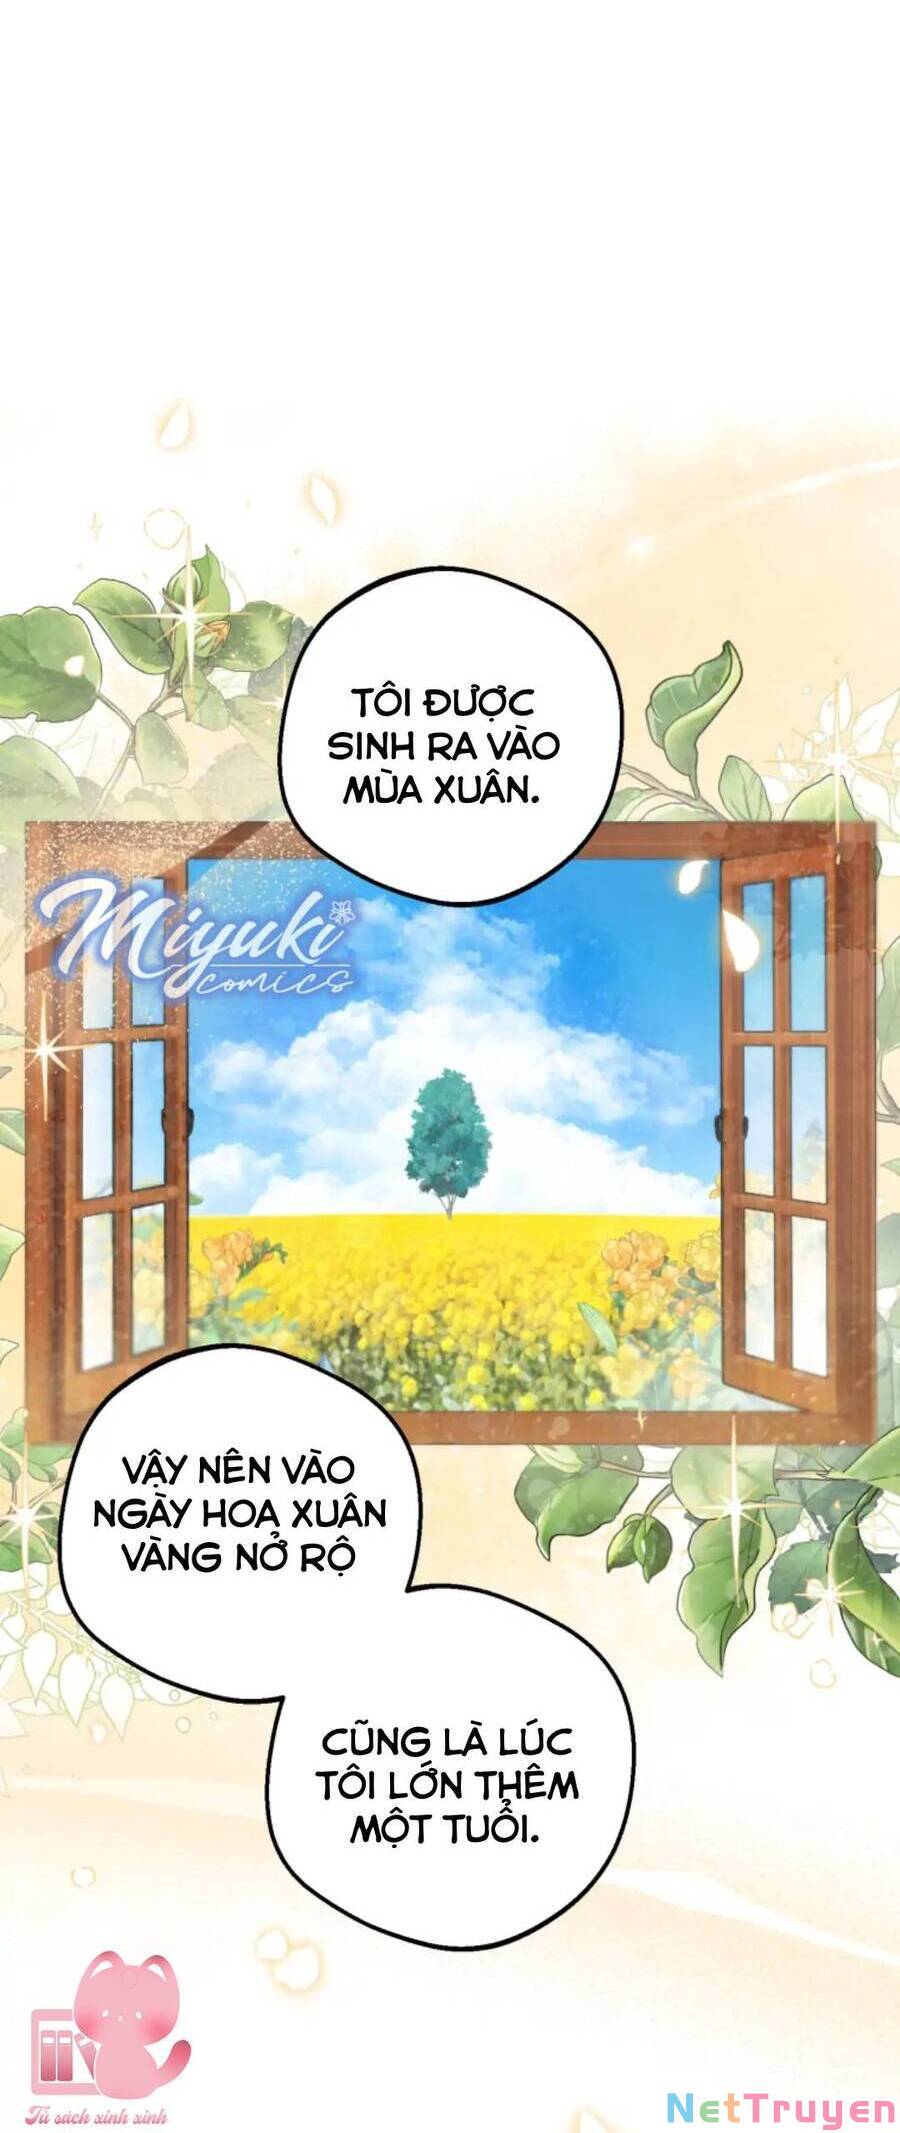 TÔI ĐƯỢC
SINH RA VÀO
MÙA XUÂN.
Miyuki
comics
VẬY NÊN VÀO
NGÀY HOA XUÂN
VÀNG NỞ RỘ
CŨNG LÀ LÚC
TÔI LỚN THÊM
MỘT TUỔI.
Tủ sách xinh xinh
NetTruyen